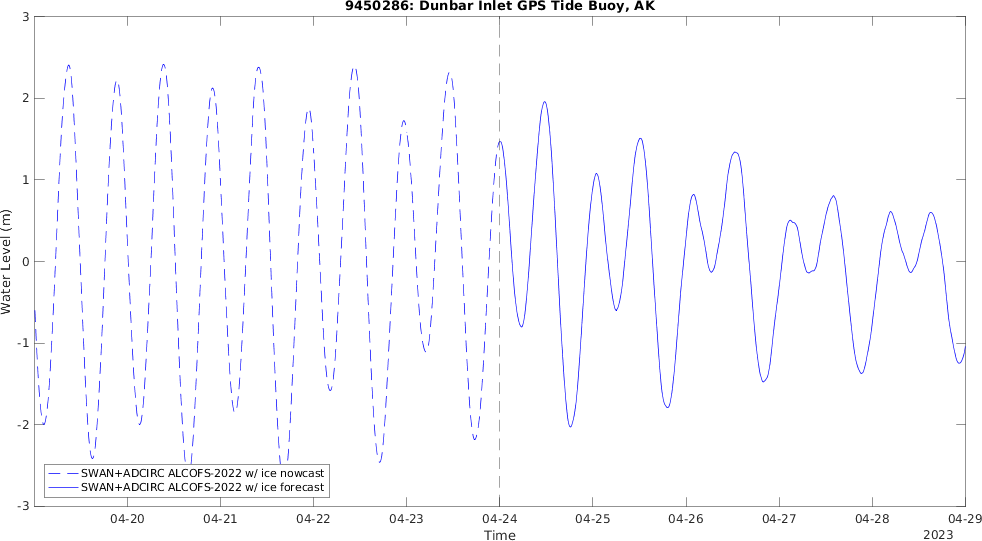 9450286: Dunbar Inlet GPS Tide Buoy, AK
3
2
1
0
-1
-2
-3
Water Level (m)
SWAN+ADCIRC ALCOFS-2022 w/ ice nowcast
SWAN+ADCIRC ALCOFS-2022 w/ ice forecast
04-20 04-21 04-22 04-23 04-24 04-25 04-26 04-27 04-28 04-29
Time
2023